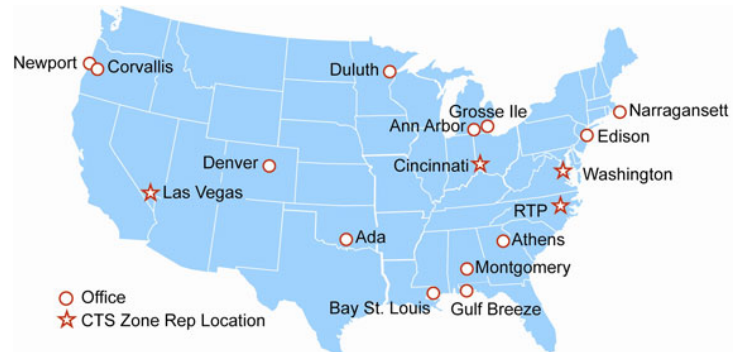 Newport
Corvallis
Duluth
Grosse Ile
Ann Arbor
Narragansett
Edison
Denver
Cincinnati
Washington
Las Vegas
RTP
Ada
Athens
Montgomery
Bay St. Louis
Gulf Breeze
Office
CTS Zone Rep Location